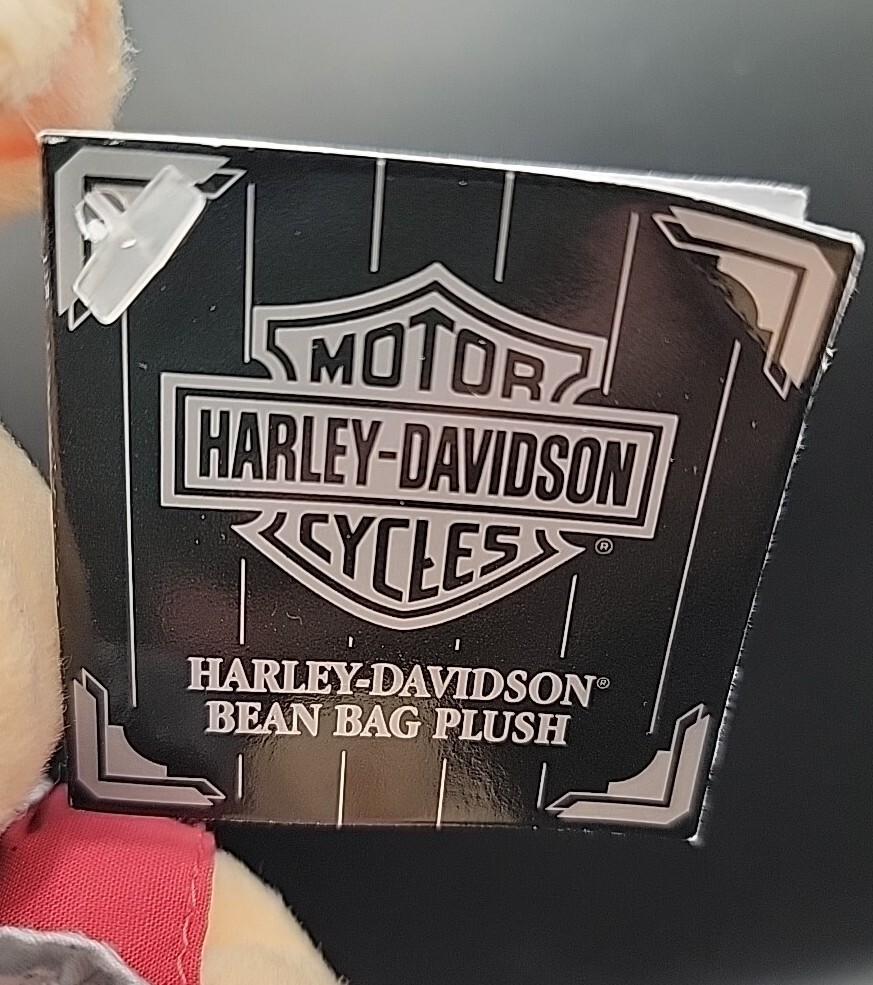 MOTOR
HARLEY-DAVIDSON
CYCLES
®
HARLEY-DAVIDSON®
BEAN BAG PLUSH